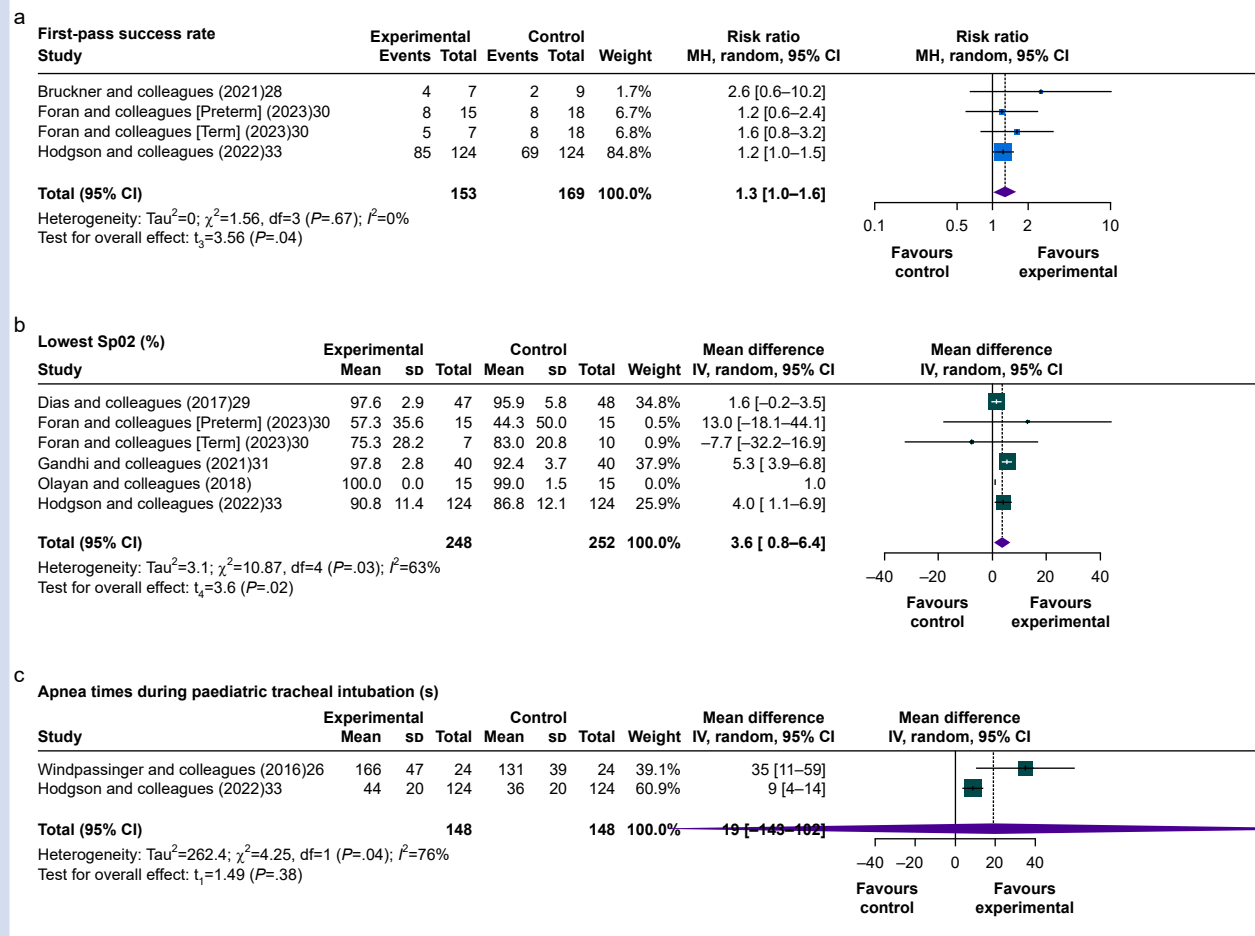 a
First-pass success rate Experimental Control Risk ratio Risk ratio
Study Events Total Events Total Weight MH, random, 95% CI MH, random, 95% CI
Bruckner and colleagues (2021)28 4 7 2 9 1.7% 2.6 [0.6–10.2]
Foran and colleagues [Preterm] (2023)30 8 15 8 18 6.7% 1.2 [0.6–2.4]
Foran and colleagues [Term] (2023)30 5 7 8 18 6.8% 1.6 [0.8–3.2]
Hodgson and colleagues (2022)33 85 124 69 124 84.8% 1.2 [1.0–1.5]
Total (95% CI) 153 169 100.0% 1.3 [1.0–1.6]
Heterogeneity: Tau²=0; χ²=1.56, df=3 (P=.67); I²=0%
Test for overall effect: t₃=3.56 (P=.04)
0.1 0.5 1 2 10
Favours control Favours experimental
b
Lowest Sp02 (%) Experimental Control Mean difference Mean difference
Study Mean SD Total Mean SD Total Weight IV, random, 95% CI IV, random, 95% CI
Dias and colleagues (2017)29 97.6 2.9 47 95.9 5.8 48 34.8% 1.6 [–0.2–3.5]
Foran and colleagues [Preterm] (2023)30 57.3 35.6 15 44.3 50.0 15 0.5% 13.0 [–18.1–44.1]
Foran and colleagues [Term] (2023)30 75.3 28.2 7 83.0 20.8 10 0.9% –7.7 [–32.2–16.9]
Gandhi and colleagues (2021)31 97.8 2.8 40 92.4 3.7 40 37.9% 5.3 [ 3.9–6.8]
Olayan and colleagues (2018) 100.0 0.0 15 99.0 1.5 15 0.0% 1.0
Hodgson and colleagues (2022)33 90.8 11.4 124 86.8 12.1 124 25.9% 4.0 [ 1.1–6.9]
Total (95% CI) 248 252 100.0% 3.6 [ 0.8–6.4]
Heterogeneity: Tau²=3.1; χ²=10.87, df=4 (P=.03); I²=63%
Test for overall effect: t₄=3.6 (P=.02)
–40 –20 0 20 40
Favours control Favours experimental
c
Apnea times during paediatric tracheal intubation (s)
Experimental Control Mean difference Mean difference
Study Mean SD Total Mean SD Total Weight IV, random, 95% CI IV, random, 95% CI
Windpassinger and colleagues (2016)26 166 47 24 131 39 24 39.1% 35 [11–59]
Hodgson and colleagues (2022)33 44 20 124 36 20 124 60.9% 9 [4–14]
Total (95% CI) 148 148 100.0% 19 [–143–182]
Heterogeneity: Tau²=262.4; χ²=4.25, df=1 (P=.04); I²=76%
Test for overall effect: t₁=1.49 (P=.38)
–40 –20 0 20 40
Favours control Favours experimental